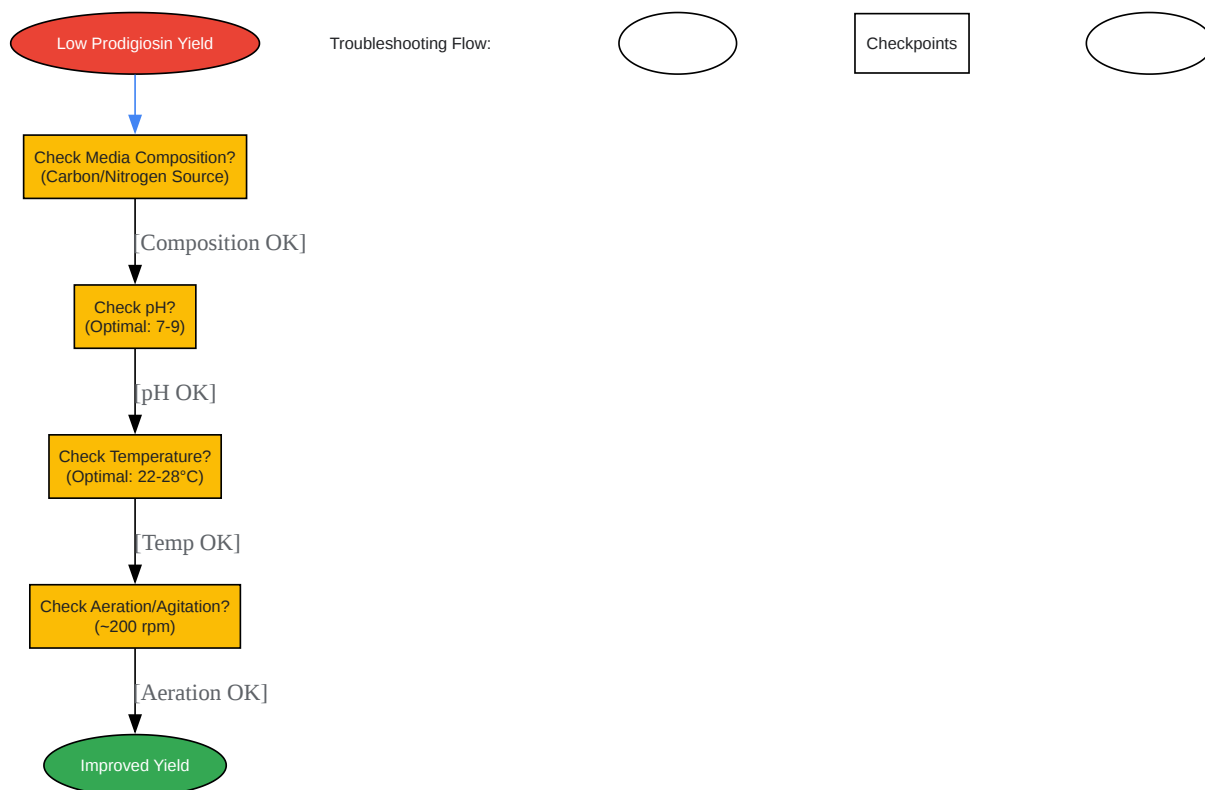 Low Prodigiosin Yield
Troubleshooting Flow:
Checkpoints
Check Media Composition?
(Carbon/Nitrogen Source)
[Composition OK]
Check pH?
(Optimal: 7-9)
[pH OK]
Check Temperature?
(Optimal: 22-28°C)
[Temp OK]
Check Aeration/Agitation?
(~200 rpm)
[Aeration OK]
Improved Yield